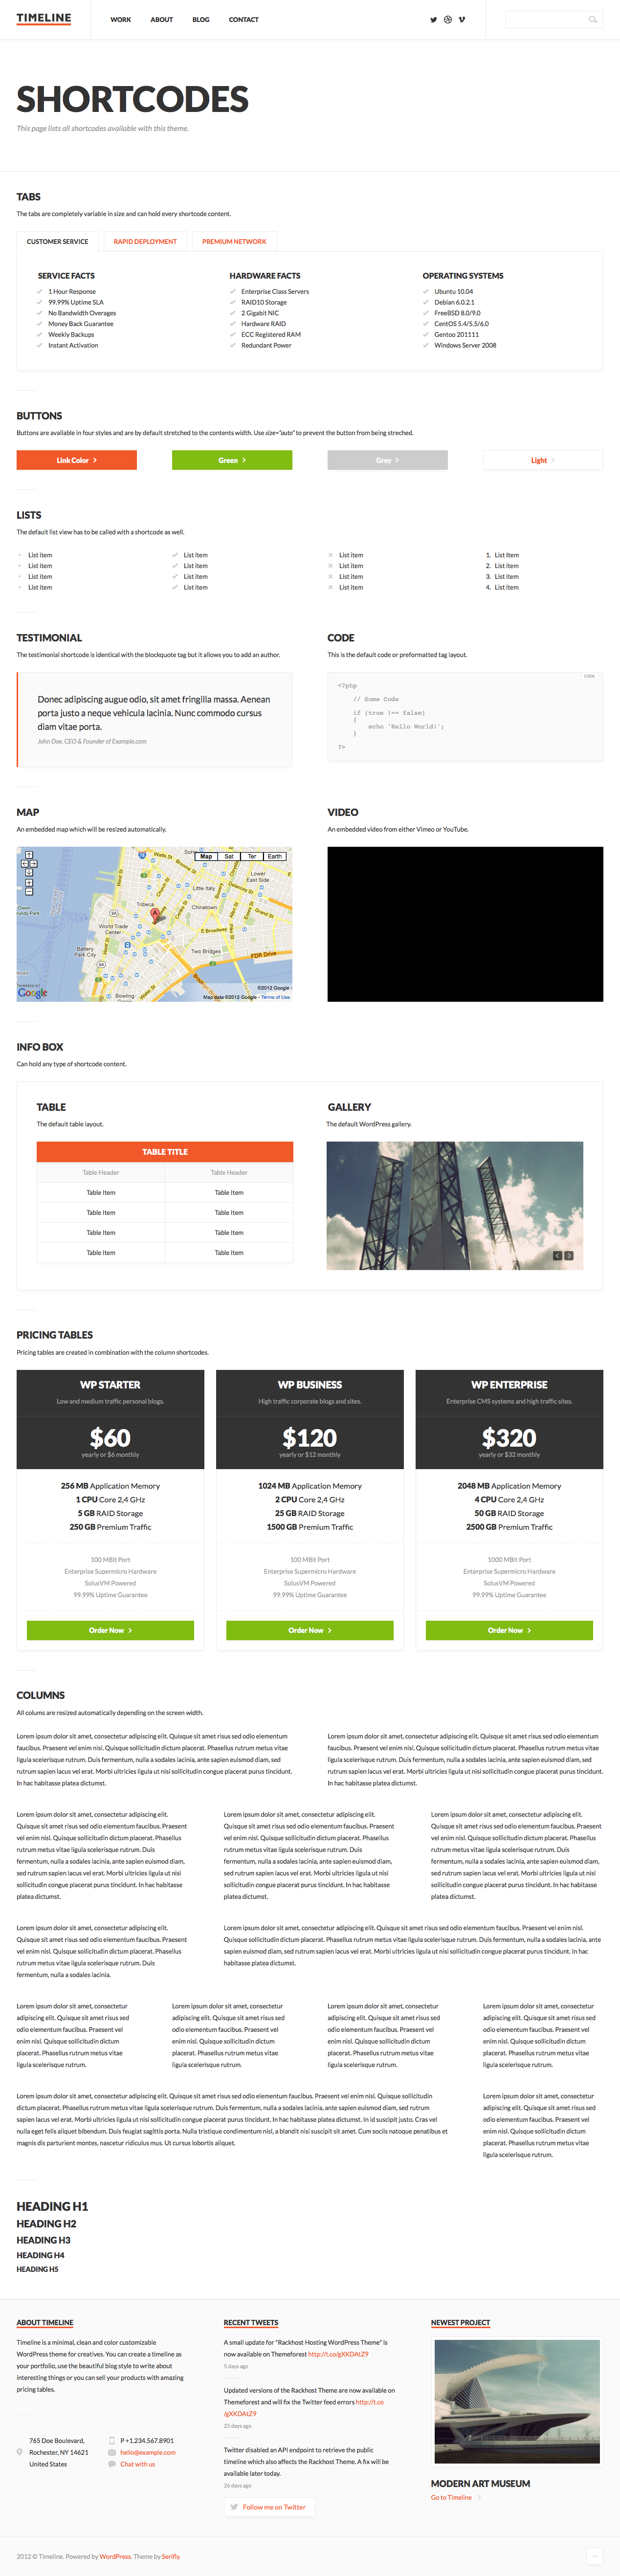 TIMELINE
WORK ABOUT BLOG CONTACT
SHORTCODES
This page lists all shortcodes available with this theme.
TABS
The tabs are completely variable in size and can hold every shortcode content.
CUSTOMER SERVICE RAPID DEPLOYMENT PREMIUM NETWORK
SERVICE FACTS
1 Hour Response
99.99% Uptime SLA
No Bandwidth Overages
Money Back Guarantee
Weekly Backups
Instant Activation
HARDWARE FACTS
Enterprise Class Servers
RAID10 Storage
2 Gigabit NIC
Hardware RAID
ECC Registered RAM
Redundant Power
OPERATING SYSTEMS
Ubuntu 10.04
Debian 6.0.2.1
FreeBSD 8.0/9.0
CentOS 5.4/5.5/6.0
Gentoo 201111
Windows Server 2008
BUTTONS
Buttons are available in four styles and are by default stretched to the contents width. Use size="auto" to prevent the button from being streched.
Link Color
Green
Grey
Light
LISTS
The default list view has to be called with a shortcode as well.
List item
List item
List item
List item
List item
List item
List item
List item
List item
List item
List item
List item
1. List Item
2. List item
3. List item
4. List item
TESTIMONIAL
The testimonial shortcode is identical with the blockquote tag but it allows you to add an author.
Donec adipiscing augue odio, sit amet fringilla massa. Aenean
porta justo a neque vehicula lacinia. Nunc commodo cursus
diam vitae porta.
John Doe, CEO & Founder of Example.com
CODE
This is the default code or preformatted tag layout.
CODE
<?php
// Some Code
if (true !== false)
{
echo 'Hello World!';
}
?>
MAP
An embedded map which will be resized automatically.
Map Sat Ter Earth
Lower
East Side
Little Italy
Chinatown
Tribeca
World Trade
Center
Two Bridges
Battery
Park City
FDR Drive
Bowling
POWERED BY
Google
©2012 Google -
Map data ©2012 Google - Terms of Use
VIDEO
An embedded video from either Vimeo or YouTube.
INFO BOX
Can hold any type of shortcode content.
TABLE
The default table layout.
TABLE TITLE
Table Header Table Header
Table Item Table Item
Table Item Table Item
Table Item Table Item
Table Item Table Item
GALLERY
The default WordPress gallery.
PRICING TABLES
Pricing tables are created in combination with the column shortcodes.
WP STARTER
Low and medium traffic personal blogs.
$60
yearly or $6 monthly
256 MB Application Memory
1 CPU Core 2,4 GHz
5 GB RAID Storage
250 GB Premium Traffic
100 MBit Port
Enterprise Supermicro Hardware
SolusVM Powered
99.99% Uptime Guarantee
Order Now
WP BUSINESS
High traffic corporate blogs and sites.
$120
yearly or $12 monthly
1024 MB Application Memory
2 CPU Core 2,4 GHz
25 GB RAID Storage
1500 GB Premium Traffic
100 MBit Port
Enterprise Supermicro Hardware
SolusVM Powered
99.99% Uptime Guarantee
Order Now
WP ENTERPRISE
Enterprise CMS systems and high traffic sites.
$320
yearly or $32 monthly
2048 MB Application Memory
4 CPU Core 2,4 GHz
50 GB RAID Storage
2500 GB Premium Traffic
1000 MBit Port
Enterprise Supermicro Hardware
SolusVM Powered
99.99% Uptime Guarantee
Order Now
COLUMNS
All colums are resized automatically depending on the screen width.
Lorem ipsum dolor sit amet, consectetur adipiscing elit. Quisque sit amet risus sed odio elementum
faucibus. Praesent vel enim nisl. Quisque sollicitudin dictum placerat. Phasellus rutrum metus vitae
ligula scelerisque rutrum. Duis fermentum, nulla a sodales lacinia, ante sapien euismod diam, sed
rutrum sapien lacus vel erat. Morbi ultricies ligula ut nisl sollicitudin congue placerat purus tincidunt.
In hac habitasse platea dictumst.
Lorem ipsum dolor sit amet, consectetur adipiscing elit. Quisque sit amet risus sed odio elementum
faucibus. Praesent vel enim nisl. Quisque sollicitudin dictum placerat. Phasellus rutrum metus vitae
ligula scelerisque rutrum. Duis fermentum, nulla a sodales lacinia, ante sapien euismod diam, sed
rutrum sapien lacus vel erat. Morbi ultricies ligula ut nisl sollicitudin congue placerat purus tincidunt.
In hac habitasse platea dictumst.
Lorem ipsum dolor sit amet, consectetur adipiscing elit.
Quisque sit amet risus sed odio elementum faucibus. Praesent
vel enim nisl. Quisque sollicitudin dictum placerat. Phasellus
rutrum metus vitae ligula scelerisque rutrum. Duis
fermentum, nulla a sodales lacinia, ante sapien euismod diam,
sed rutrum sapien lacus vel erat. Morbi ultricies ligula ut nisl
sollicitudin congue placerat purus tincidunt. In hac habitasse
platea dictumst.
Lorem ipsum dolor sit amet, consectetur adipiscing elit.
Quisque sit amet risus sed odio elementum faucibus. Praesent
vel enim nisl. Quisque sollicitudin dictum placerat. Phasellus
rutrum metus vitae ligula scelerisque rutrum. Duis
fermentum, nulla a sodales lacinia, ante sapien euismod diam,
sed rutrum sapien lacus vel erat. Morbi ultricies ligula ut nisl
sollicitudin congue placerat purus tincidunt. In hac habitasse
platea dictumst.
Lorem ipsum dolor sit amet, consectetur adipiscing elit.
Quisque sit amet risus sed odio elementum faucibus. Praesent
vel enim nisl. Quisque sollicitudin dictum placerat. Phasellus
rutrum metus vitae ligula scelerisque rutrum. Duis
fermentum, nulla a sodales lacinia, ante sapien euismod diam,
sed rutrum sapien lacus vel erat. Morbi ultricies ligula ut nisl
sollicitudin congue placerat purus tincidunt. In hac habitasse
platea dictumst.
Lorem ipsum dolor sit amet, consectetur adipiscing elit.
Quisque sit amet risus sed odio elementum faucibus. Praesent
vel enim nisl. Quisque sollicitudin dictum placerat. Phasellus
rutrum metus vitae ligula scelerisque rutrum. Duis
fermentum, nulla a sodales lacinia.
Lorem ipsum dolor sit amet, consectetur adipiscing elit. Quisque sit amet risus sed odio elementum faucibus. Praesent vel enim nisl.
Quisque sollicitudin dictum placerat. Phasellus rutrum metus vitae ligula scelerisque rutrum. Duis fermentum, nulla a sodales lacinia, ante
sapien euismod diam, sed rutrum sapien lacus vel erat. Morbi ultricies ligula ut nisl sollicitudin congue placerat purus tincidunt. In hac
habitasse platea dictumst.
Lorem ipsum dolor sit amet, consectetur
adipiscing elit. Quisque sit amet risus sed
odio elementum faucibus. Praesent vel
enim nisl. Quisque sollicitudin dictum
placerat. Phasellus rutrum metus vitae
ligula scelerisque rutrum.
Lorem ipsum dolor sit amet, consectetur
adipiscing elit. Quisque sit amet risus sed
odio elementum faucibus. Praesent vel
enim nisl. Quisque sollicitudin dictum
placerat. Phasellus rutrum metus vitae
ligula scelerisque rutrum.
Lorem ipsum dolor sit amet, consectetur
adipiscing elit. Quisque sit amet risus sed
odio elementum faucibus. Praesent vel
enim nisl. Quisque sollicitudin dictum
placerat. Phasellus rutrum metus vitae
ligula scelerisque rutrum.
Lorem ipsum dolor sit amet, consectetur
adipiscing elit. Quisque sit amet risus sed
odio elementum faucibus. Praesent vel
enim nisl. Quisque sollicitudin dictum
placerat. Phasellus rutrum metus vitae
ligula scelerisque rutrum.
Lorem ipsum dolor sit amet, consectetur adipiscing elit. Quisque sit amet risus sed odio elementum faucibus. Praesent vel enim nisl. Quisque sollicitudin
dictum placerat. Phasellus rutrum metus vitae ligula scelerisque rutrum. Duis fermentum, nulla a sodales lacinia, ante sapien euismod diam, sed rutrum
sapien lacus vel erat. Morbi ultricies ligula ut nisl sollicitudin congue placerat purus tincidunt. In hac habitasse platea dictumst. In id suscipit justo. Cras vel
nulla eget felis aliquet bibendum. Duis feugiat sagittis porta. Nulla tristique condimentum nisl, a blandit nisi suscipit sit amet. Cum sociis natoque penatibus et
magnis dis parturient montes, nascetur ridiculus mus. Ut cursus lobortis aliquet.
Lorem ipsum dolor sit amet, consectetur
adipiscing elit. Quisque sit amet risus sed
odio elementum faucibus. Praesent vel
enim nisl. Quisque sollicitudin dictum
placerat. Phasellus rutrum metus vitae
ligula scelerisque rutrum.
HEADING H1
HEADING H2
HEADING H3
HEADING H4
HEADING H5
ABOUT TIMELINE
Timeline is a minimal, clean and color customizable
WordPress theme for creatives. You can create a timeline as
your portfolio, use the beautiful blog style to write about
interesting things or you can sell your products with amazing
pricing tables.
765 Doe Boulevard,
Rochester, NY 14621
United States
P +1.234.567.8901
hello@example.com
Chat with us
RECENT TWEETS
A small update for "Rackhost Hosting WordPress Theme" is
now available on Themeforest http://t.co/gXKDAtZ9
5 days ago
Updated versions of the Rackhost Theme are now available on
Themeforest and will fix the Twitter feed errors http://t.co
/gXKDAtZ9
25 days ago
Twitter disabled an API endpoint to retrieve the public
timeline which also affects the Rackhost Theme. A fix will be
available later today.
26 days ago
Follow me on Twitter
NEWEST PROJECT
MODERN ART MUSEUM
Go to Timeline
2012 © Timeline. Powered by WordPress. Theme by Serifly.